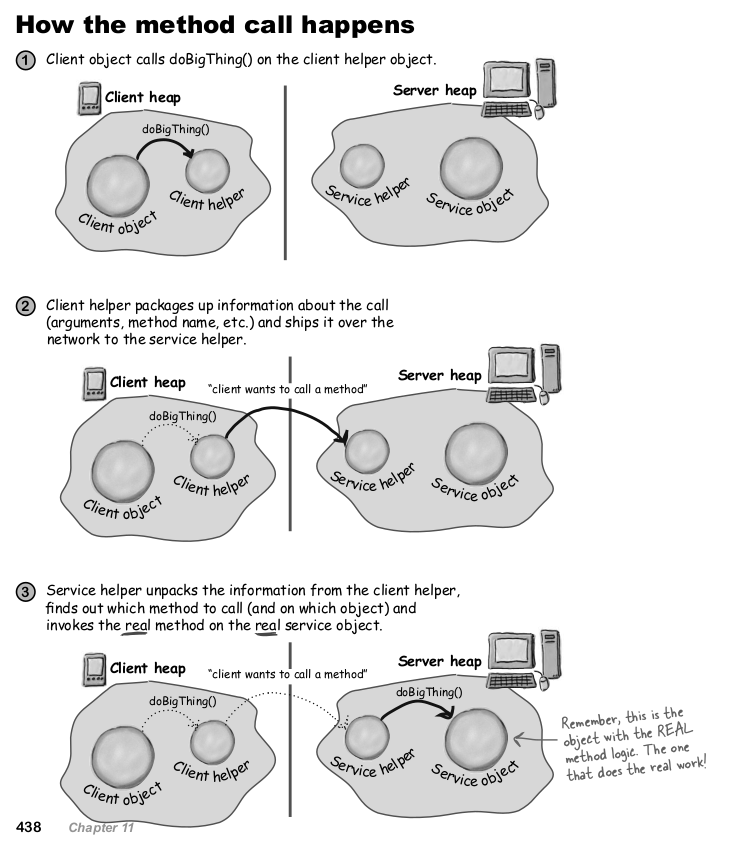 How the method call happens
1 Client object calls doBigThing() on the client helper object.
Client heap
Server heap
doBigThing()
Client object
Client helper
Service helper
Service object
2 Client helper packages up information about the call
(arguments, method name, etc.) and ships it over the
network to the service helper.
Client heap
Server heap
“client wants to call a method”
doBigThing()
Client object
Client helper
Service helper
Service object
3 Service helper unpacks the information from the client helper,
finds out which method to call (and on which object) and
invokes the real method on the real service object.
Client heap
Server heap
“client wants to call a method”
doBigThing()
doBigThing()
Client object
Client helper
Service helper
Service object
Remember, this is the
object with the REAL
method logic. The one
that does the real work!
438 Chapter 11